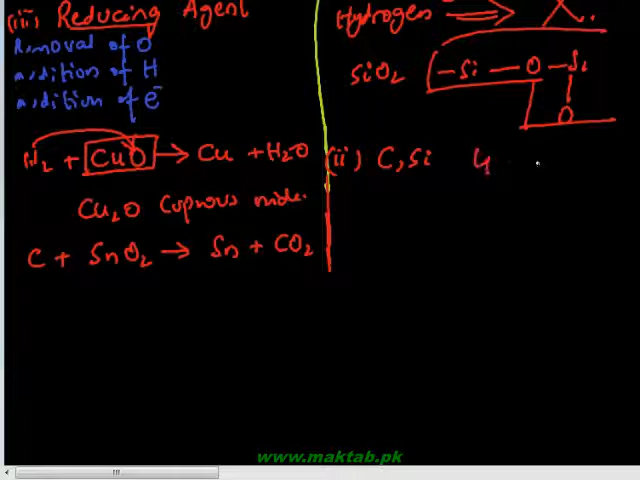 (iii) Reducing Agent
Removal of O
Addition of H
Addition of e⁻
H₂ + CuO → Cu + H₂O
Cu₂O Cuprous oxide.
C + SnO₂ → Sn + CO₂
Hydrogen ⇒ X.
SiO₂ -Si-O-Si
O
(ii) C, Si 4
www.maktab.pk